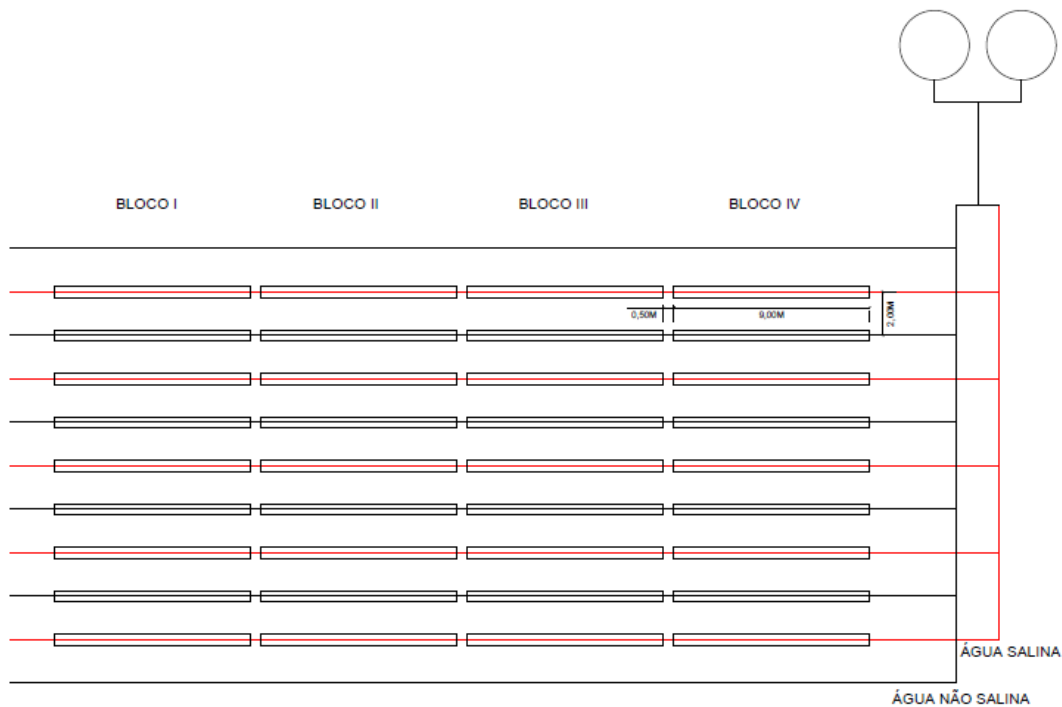 BLOCO I
BLOCO II
BLOCO III
BLOCO IV
0,50M
9,00M
2,00M
ÁGUA SALINA
ÁGUA NÃO SALINA